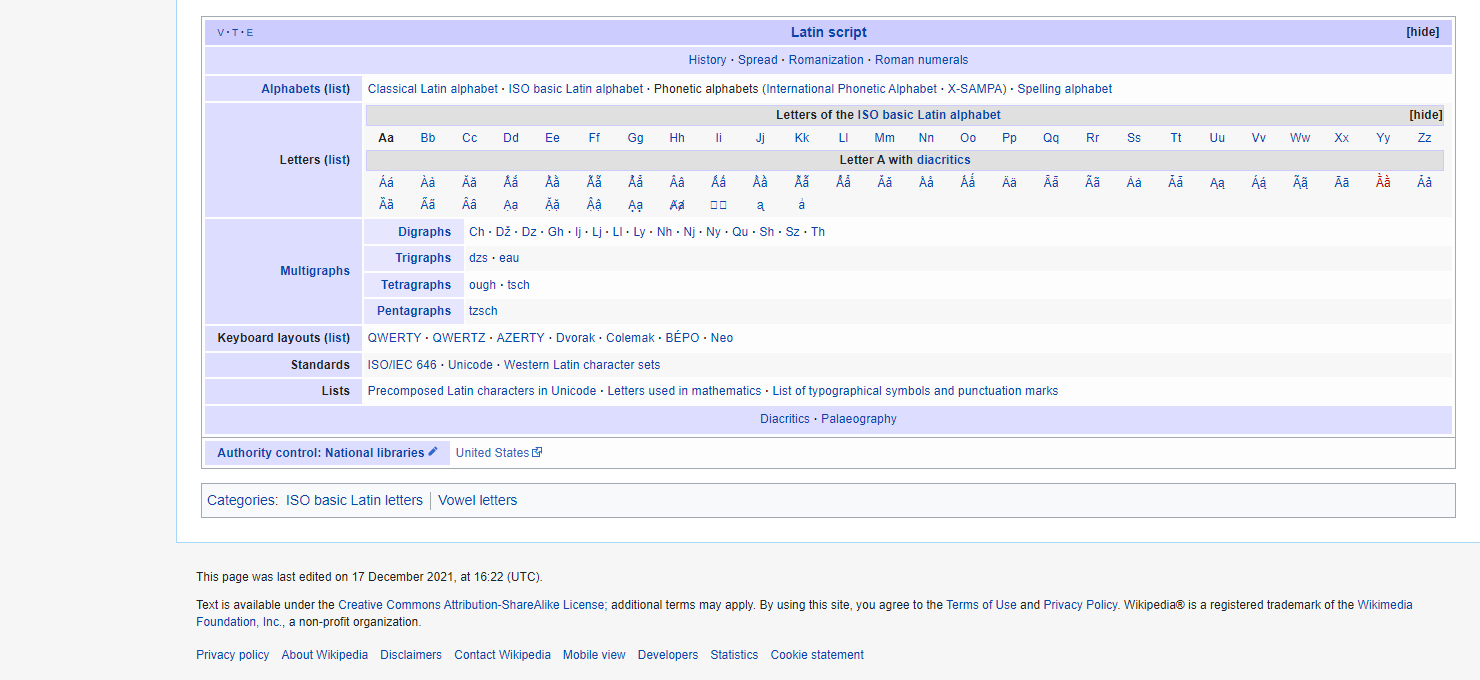 V · T · E Latin script [hide]
History · Spread · Romanization · Roman numerals
Alphabets (list) Classical Latin alphabet · ISO basic Latin alphabet · Phonetic alphabets (International Phonetic Alphabet · X-SAMPA) · Spelling alphabet
Letters of the ISO basic Latin alphabet [hide]
Letters (list)
Aa Bb Cc Dd Ee Ff Gg Hh Ii Jj Kk Ll Mm Nn Oo Pp Qq Rr Ss Tt Uu Vv Ww Xx Yy Zz
Letter A with diacritics
Áá Àà Ăă Ắắ Ằằ Ẵẵ Ẳẳ Ââ Ấấ Ầầ Ẫẫ Ẩẩ Ǎǎ Åå Ǻǻ Ää Ǟǟ Ãã Ȧȧ Ǡǡ Ąą Ą́ą́ Ą̃ą̃ Āā Ā̀ā̀ Ảả
Ȁȁ Ȃȃ Ạạ Ặặ Ậậ Ⱥⱥ
Multigraphs
Digraphs Ch · Dž · Dz · Gh · Ij · Lj · Ll · Ly · Nh · Nj · Ny · Qu · Sh · Sz · Th
Trigraphs dzs · eau
Tetragraphs ough · tsch
Pentagraphs tzsch
Keyboard layouts (list) QWERTY · QWERTZ · AZERTY · Dvorak · Colemak · BÉPO · Neo
Standards ISO/IEC 646 · Unicode · Western Latin character sets
Lists Precomposed Latin characters in Unicode · Letters used in mathematics · List of typographical symbols and punctuation marks
Diacritics · Palaeography
Authority control: National libraries United States
Categories: ISO basic Latin letters | Vowel letters
This page was last edited on 17 December 2021, at 16:22 (UTC).
Text is available under the Creative Commons Attribution-ShareAlike License; additional terms may apply. By using this site, you agree to the Terms of Use and Privacy Policy. Wikipedia® is a registered trademark of the Wikimedia
Foundation, Inc., a non-profit organization.
Privacy policy About Wikipedia Disclaimers Contact Wikipedia Mobile view Developers Statistics Cookie statement